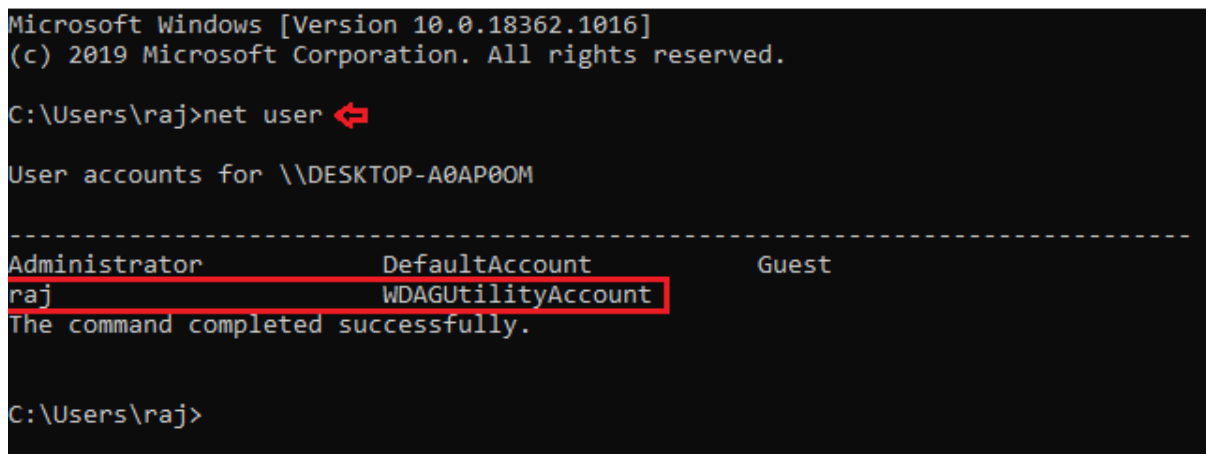 Microsoft Windows [Version 10.0.18362.1016]
(c) 2019 Microsoft Corporation. All rights reserved.
C:\Users\raj>net user
User accounts for \\DESKTOP-A0AP0OM
-------------------------------------------------------------------------------
Administrator            DefaultAccount           Guest
raj                      WDAGUtilityAccount
The command completed successfully.
C:\Users\raj>